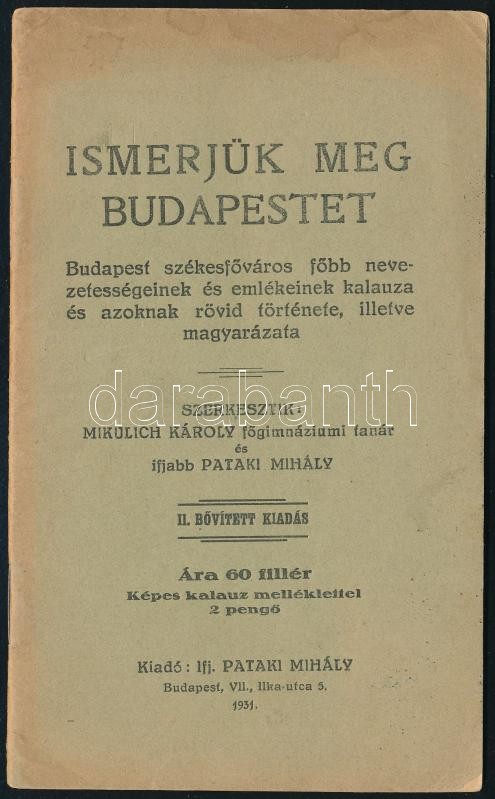 ISMERJÜK MEG
BUDAPESTET
Budapest székesfőváros főbb neve-
zetességeinek és emlékeinek kalauza
és azoknak rövid története, illetve
magyarázata
darabanth
SZERKESZTIK:
MIKULICH KÁROLY főgimnáziumi tanár
és
ifjabb PATAKI MIHÁLY
II. BŐVÍTETT KIADÁS
Ára 60 fillér
Képes kalauz melléklettel
2 pengő
Kiadó: Ifj. PATAKI MIHÁLY
Budapest, VII., Ilka-utca 5.
1931.